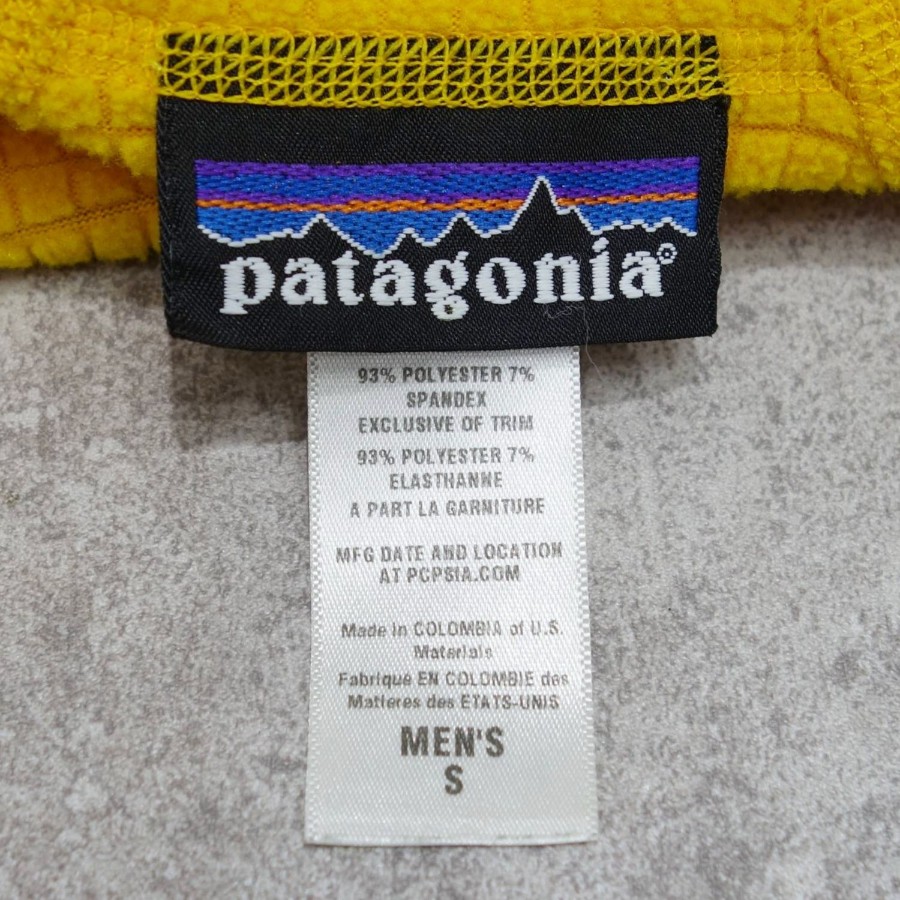 patagonia®
93% POLYESTER 7%
SPANDEX
EXCLUSIVE OF TRIM
93% POLYESTER 7%
ELASTHANNE
A PART LA GARNITURE
MFG DATE AND LOCATION
AT PCPSIA.COM
Made in COLOMBIA of U.S.
Materials
Fabrique EN COLOMBIE des
Matieres des ETATS-UNIS
MEN'S
S